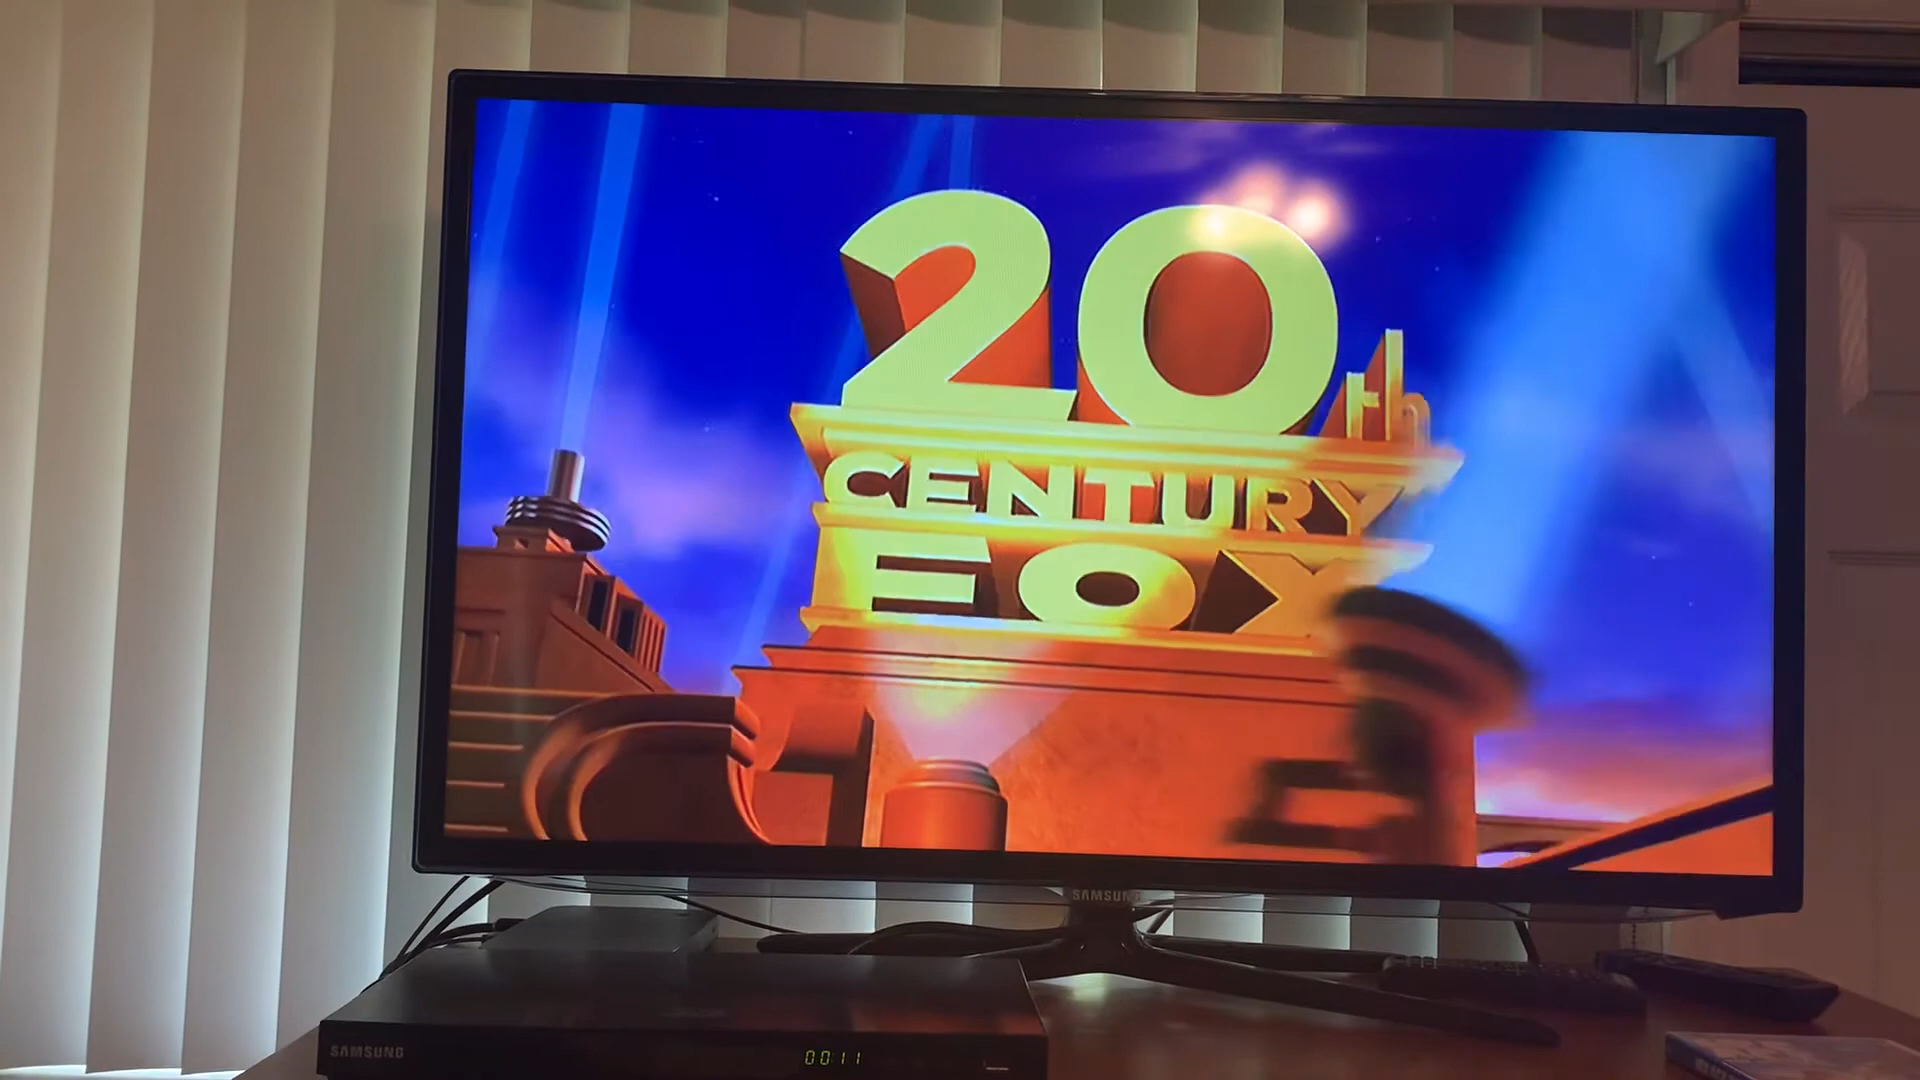 20th
CENTURY
FOX
SAMSUNG
SAMSUNG
00:11